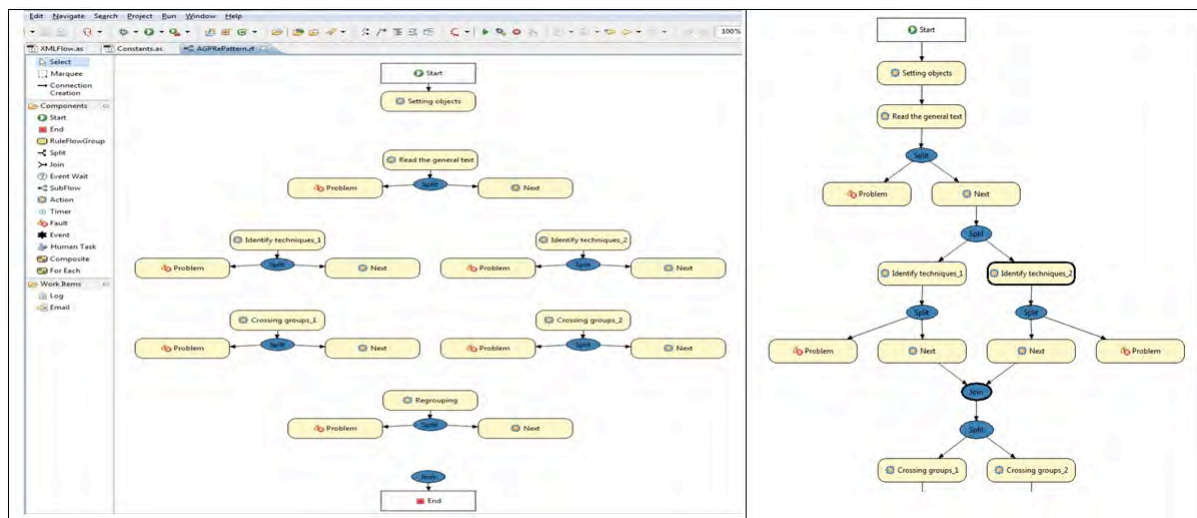 Edit Navigate Search Project Run Window Help
100%
XMLFlow.as Constants.as AGPRePattern.rf
Select
Marquee
Connection
Creation
Components
Start
End
RuleFlowGroup
Split
Join
Event Wait
SubFlow
Action
Timer
Fault
Event
Human Task
Composite
For Each
Work Items
Log
Email
Start
Setting objects
Read the general text
Problem Split Next
Identify techniques_1 Identify techniques_2
Problem Split Next Problem Split Next
Crossing groups_1 Crossing groups_2
Problem Split Next Problem Split Next
Regrouping
Problem Split Next
Join
End
Start
Setting objects
Read the general text
Split
Problem Next
Split
Identify techniques_1 Identify techniques_2
Split Split
Problem Next Next Problem
Join
Split
Crossing groups_1 Crossing groups_2